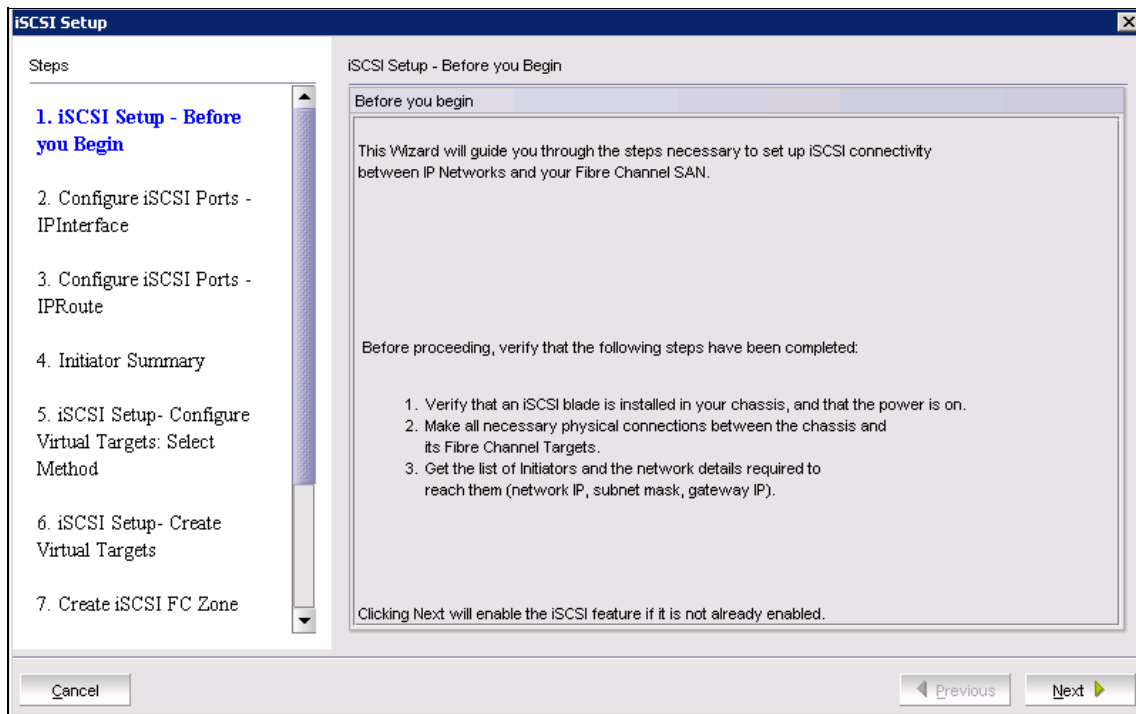 iSCSI Setup
Steps
1. iSCSI Setup - Before
you Begin
2. Configure iSCSI Ports -
IPInterface
3. Configure iSCSI Ports -
IPRoute
4. Initiator Summary
5. iSCSI Setup- Configure
Virtual Targets: Select
Method
6. iSCSI Setup- Create
Virtual Targets
7. Create iSCSI FC Zone
iSCSI Setup - Before you Begin
Before you begin
This Wizard will guide you through the steps necessary to set up iSCSI connectivity
between IP Networks and your Fibre Channel SAN.
Before proceeding, verify that the following steps have been completed:
1. Verify that an iSCSI blade is installed in your chassis, and that the power is on.
2. Make all necessary physical connections between the chassis and
its Fibre Channel Targets.
3. Get the list of Initiators and the network details required to
reach them (network IP, subnet mask, gateway IP).
Clicking Next will enable the iSCSI feature if it is not already enabled.
Cancel
Previous
Next